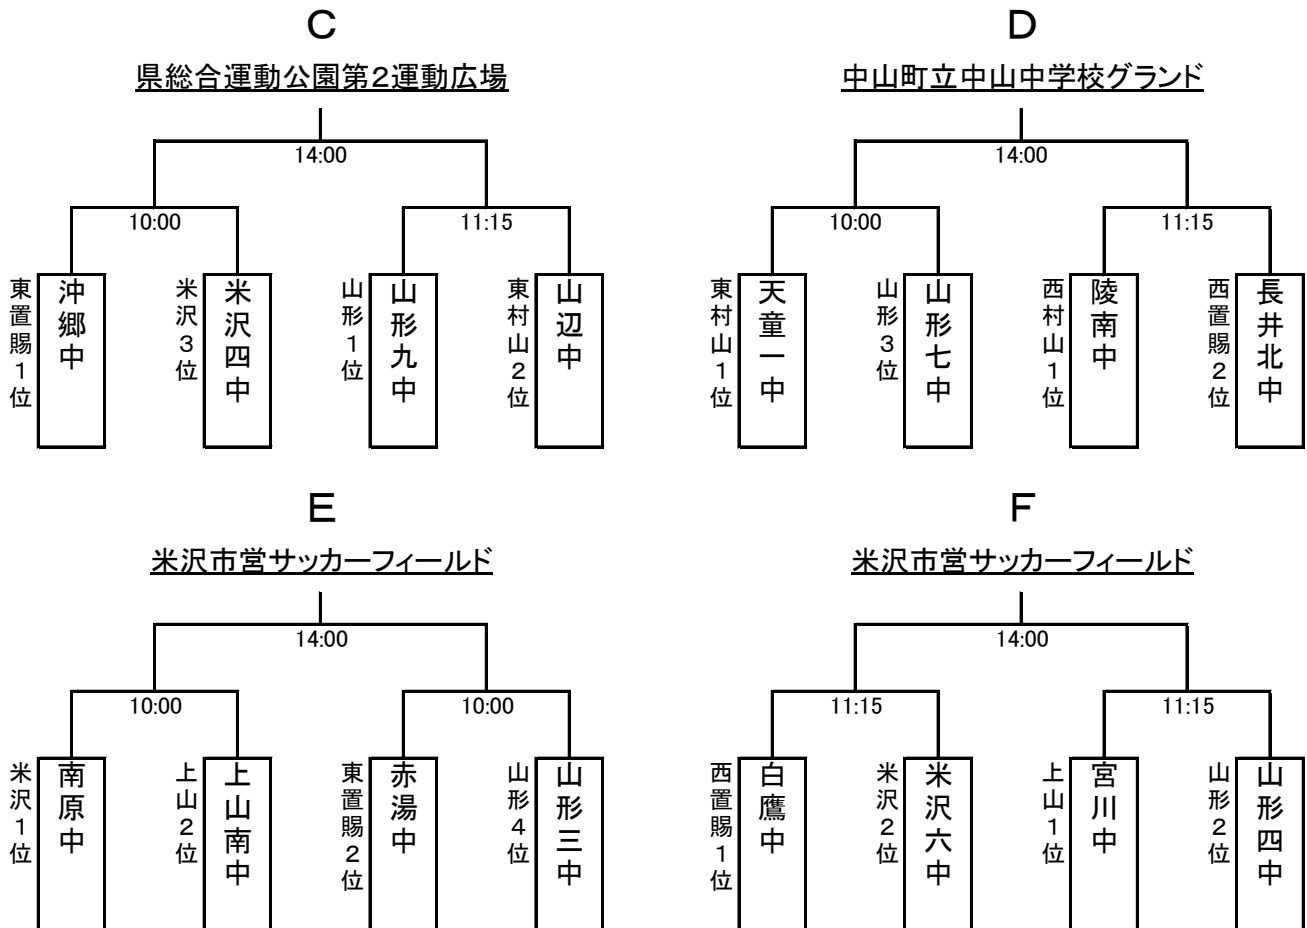 C
県総合運動公園第2運動広場
14:00
10:00
11:15
東置賜1位
沖郷中
米沢3位
米沢四中
山形1位
山形九中
東村山2位
山辺中
D
中山町立中山中学校グランド
14:00
10:00
11:15
東村山1位
天童一中
山形3位
山形七中
西村山1位
陵南中
西置賜2位
長井北中
E
米沢市営サッカーフィールド
14:00
10:00
10:00
米沢1位
南原中
上山2位
上山南中
東置賜2位
赤湯中
山形4位
山形三中
F
米沢市営サッカーフィールド
14:00
11:15
11:15
西置賜1位
白鷹中
米沢2位
米沢六中
上山1位
宮川中
山形2位
山形四中